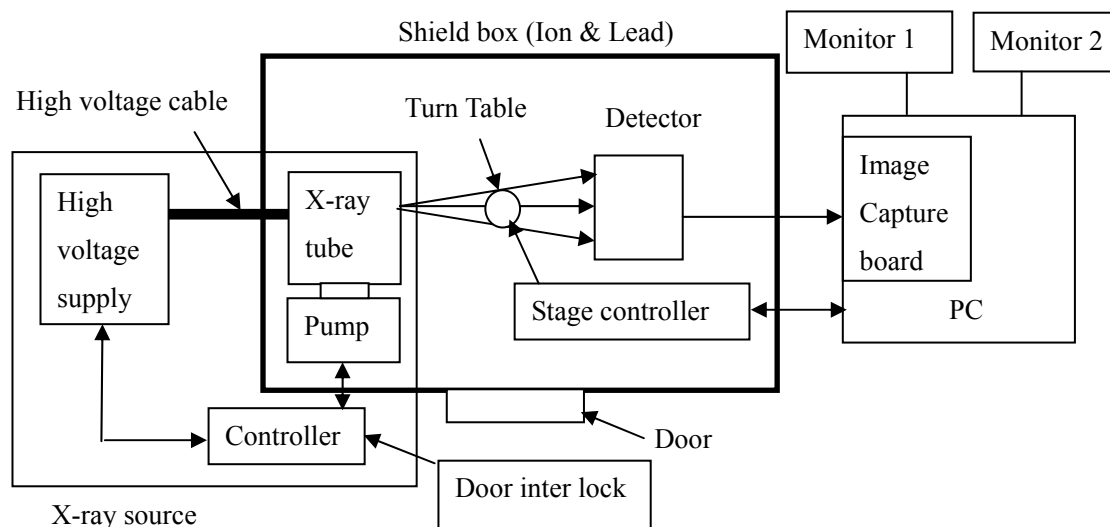 Shield box (Ion & Lead)
Monitor 1
Monitor 2
High voltage cable
Turn Table
Detector
High
voltage
supply
X-ray
tube
Image
Capture
board
Pump
Stage controller
PC
Controller
Door
Door inter lock
X-ray source